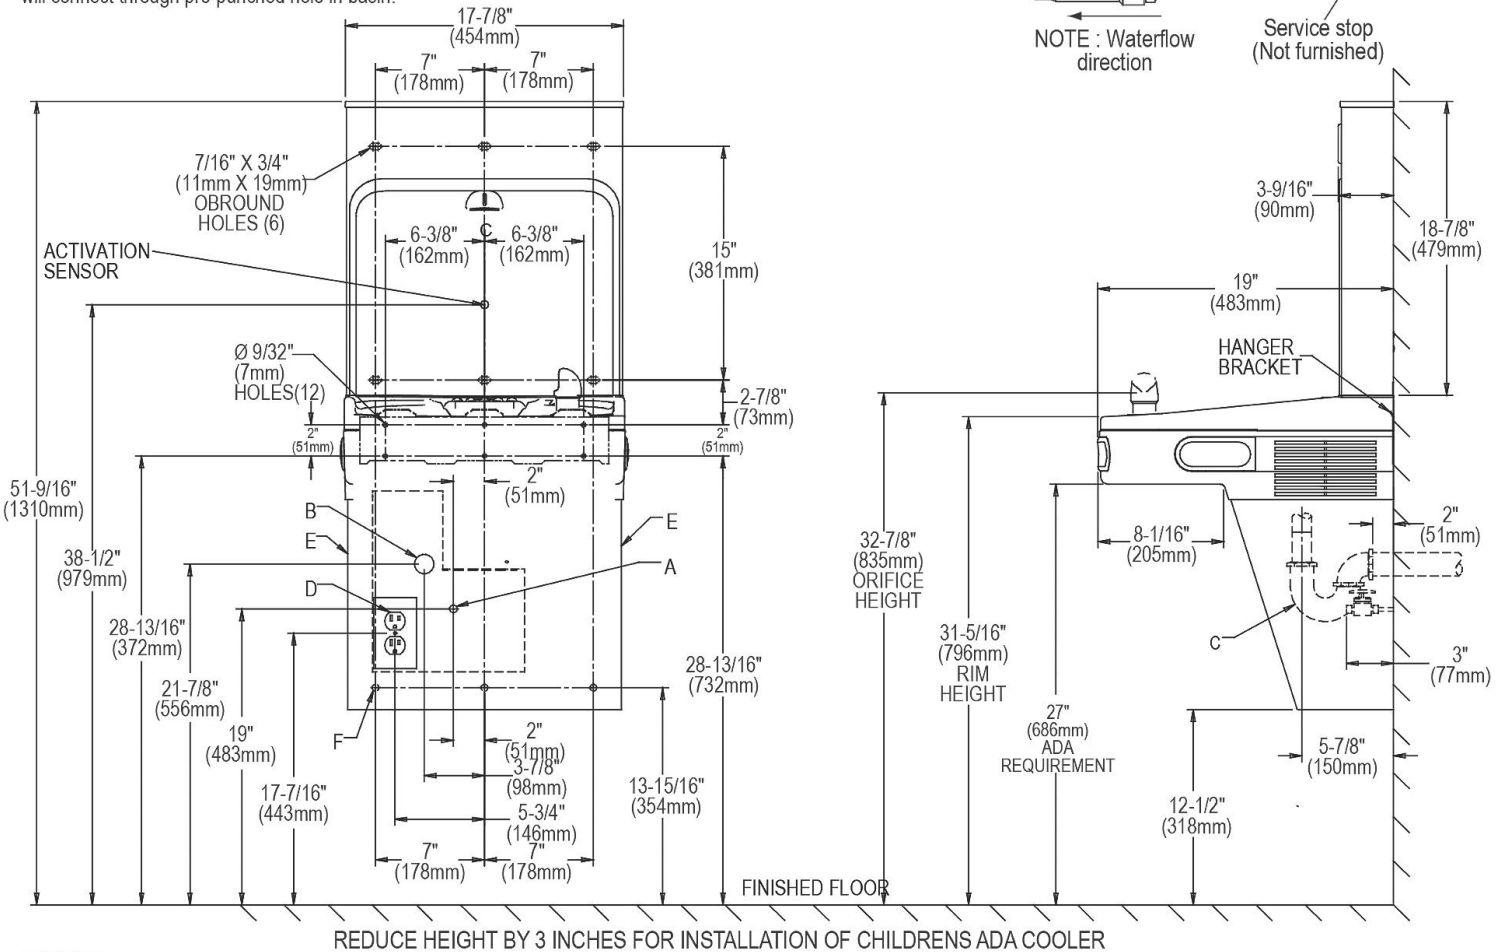 will connect through pre-punched hole in basin.
17-7/8"
(454mm)
7"
(178mm)
7"
(178mm)
NOTE : Waterflow
direction
Service stop
(Not furnished)
7/16" X 3/4"
(11mm X 19mm)
OBROUND
HOLES (6)
C
6-3/8"
(162mm)
6-3/8"
(162mm)
ACTIVATION
SENSOR
15"
(381mm)
3-9/16"
(90mm)
18-7/8"
(479mm)
19"
(483mm)
HANGER
BRACKET
Ø 9/32"
(7mm)
HOLES(12)
2-7/8"
(73mm)
2"
(51mm)
2"
(51mm)
2"
(51mm)
51-9/16"
(1310mm)
B
E
E
A
D
38-1/2"
(979mm)
32-7/8"
(835mm)
ORIFICE
HEIGHT
8-1/16"
(205mm)
2"
(51mm)
28-13/16"
(372mm)
31-5/16"
(796mm)
RIM
HEIGHT
C
3"
(77mm)
28-13/16"
(732mm)
21-7/8"
(556mm)
19"
(483mm)
F
2"
(51mm)
3-7/8"
(98mm)
27"
(686mm)
ADA
REQUIREMENT
5-7/8"
(150mm)
17-7/16"
(443mm)
13-15/16"
(354mm)
5-3/4"
(146mm)
12-1/2"
(318mm)
7"
(178mm)
7"
(178mm)
FINISHED FLOOR
REDUCE HEIGHT BY 3 INCHES FOR INSTALLATION OF CHILDRENS ADA COOLER